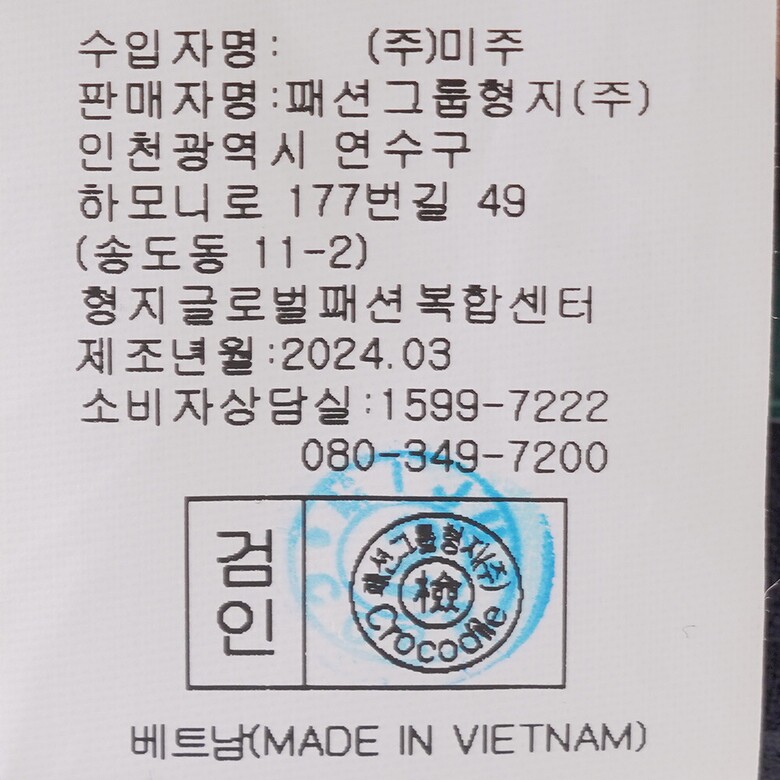 수입자명: (주)미주
판매자명:패션그룹형지(주)
인천광역시 연수구
하모니로 177번길 49
(송도동 11-2)
형지글로벌패션복합센터
제조년월:2024.03
소비자상담실:1599-7222
080-349-7200
검인
패션그룹형지(주)
檢
Crocodile
베트남(MADE IN VIETNAM)